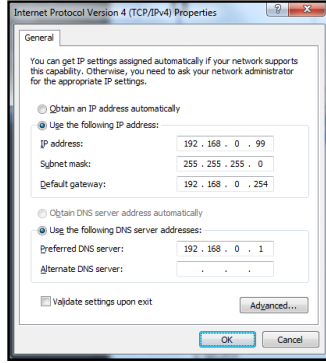 Internet Protocol Version 4 (TCP/IPv4) Properties
General
You can get IP settings assigned automatically if your network supports
this capability. Otherwise, you need to ask your network administrator
for the appropriate IP settings.
Obtain an IP address automatically
Use the following IP address:
IP address: 192 . 168 . 0 . 99
Subnet mask: 255 . 255 . 255 . 0
Default gateway: 192 . 168 . 0 . 254
Obtain DNS server address automatically
Use the following DNS server addresses:
Preferred DNS server: 192 . 168 . 0 . 1
Alternate DNS server: . . .
Validate settings upon exit
Advanced...
OK Cancel